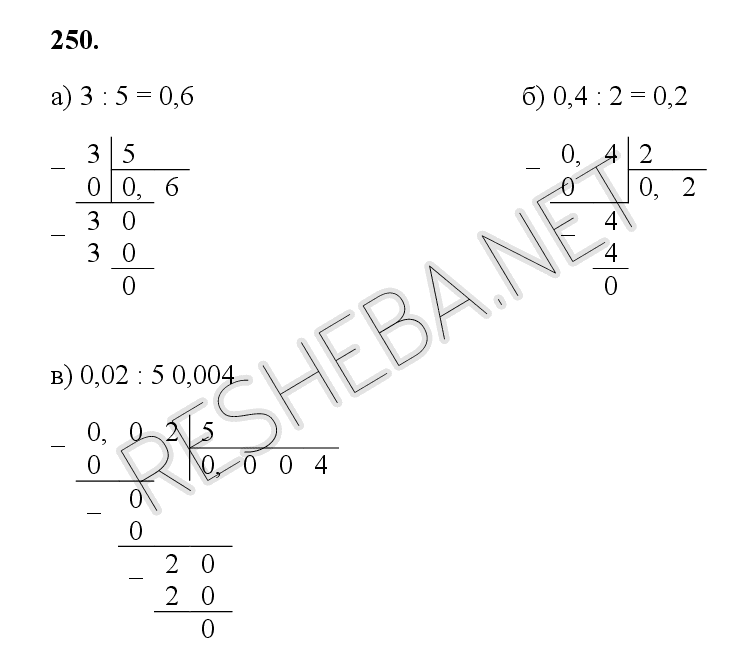 250.
а) 3 : 5 = 0,6
б) 0,4 : 2 = 0,2
– 3 5
0 0, 6
– 3 0
3 0
0
– 0, 4 2
0 0, 2
– 4
4
0
в) 0,02 : 5 0,004
– 0, 0 2 5
0 0, 0 0 4
– 0
0
– 2 0
2 0
0
RESHEBA.NET